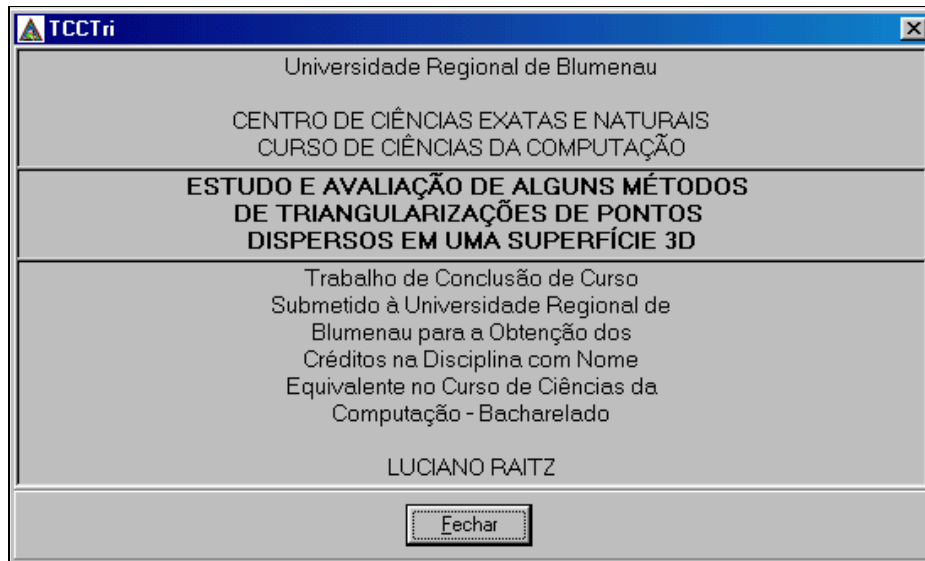 TCCTri
Universidade Regional de Blumenau
CENTRO DE CIÊNCIAS EXATAS E NATURAIS
CURSO DE CIÊNCIAS DA COMPUTAÇÃO
ESTUDO E AVALIAÇÃO DE ALGUNS MÉTODOS
DE TRIANGULARIZAÇÕES DE PONTOS
DISPERSOS EM UMA SUPERFÍCIE 3D
Trabalho de Conclusão de Curso
Submetido à Universidade Regional de
Blumenau para a Obtenção dos
Créditos na Disciplina com Nome
Equivalente no Curso de Ciências da
Computação - Bacharelado
LUCIANO RAITZ
Fechar